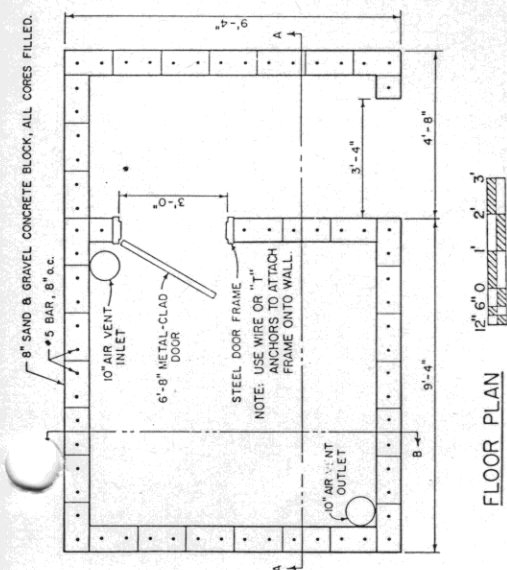 8" SAND & GRAVEL CONCRETE BLOCK, ALL CORES FILLED.
#5 BAR, 8" o.c.
9'-4"
A
10" AIR VENT
INLET
6'-8" METAL-CLAD
DOOR
3'-0"
STEEL DOOR FRAME
NOTE: USE WIRE OR "T"
ANCHORS TO ATTACH
FRAME ONTO WALL.
3'-4"
4'-8"
10" AIR VENT
OUTLET
B
A
9'-4"
FLOOR PLAN
12" 6" 0 1' 2' 3'